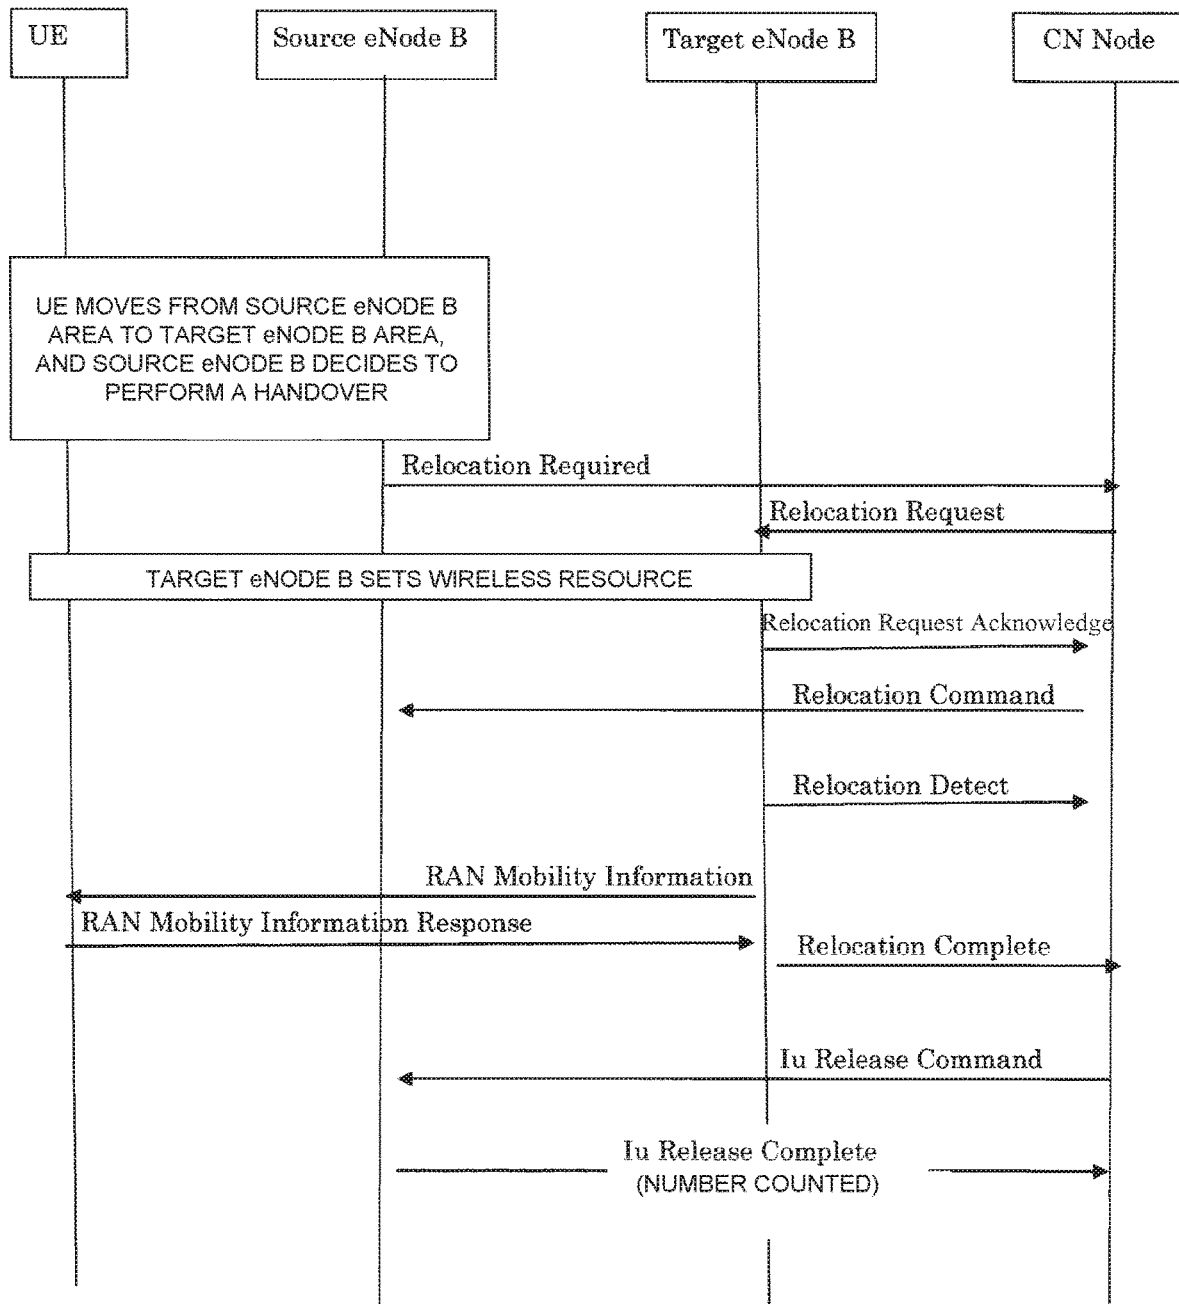 UE
Source eNode B
Target eNode B
CN Node
UE MOVES FROM SOURCE eNODE B
AREA TO TARGET eNODE B AREA,
AND SOURCE eNODE B DECIDES TO
PERFORM A HANDOVER
Relocation Required
Relocation Request
TARGET eNODE B SETS WIRELESS RESOURCE
Relocation Request Acknowledge
Relocation Command
Relocation Detect
RAN Mobility Information
RAN Mobility Information Response
Relocation Complete
Iu Release Command
Iu Release Complete
(NUMBER COUNTED)